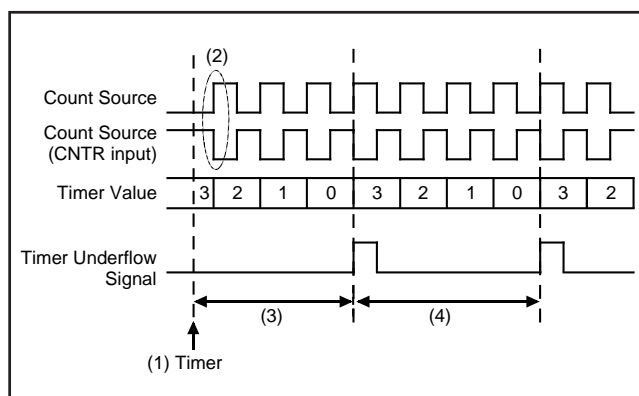 (2)
Count Source
Count Source
(CNTR input)
Timer Value
3 2 1 0 3 2 1 0 3 2
Timer Underflow
Signal
(3) (4)
(1) Timer